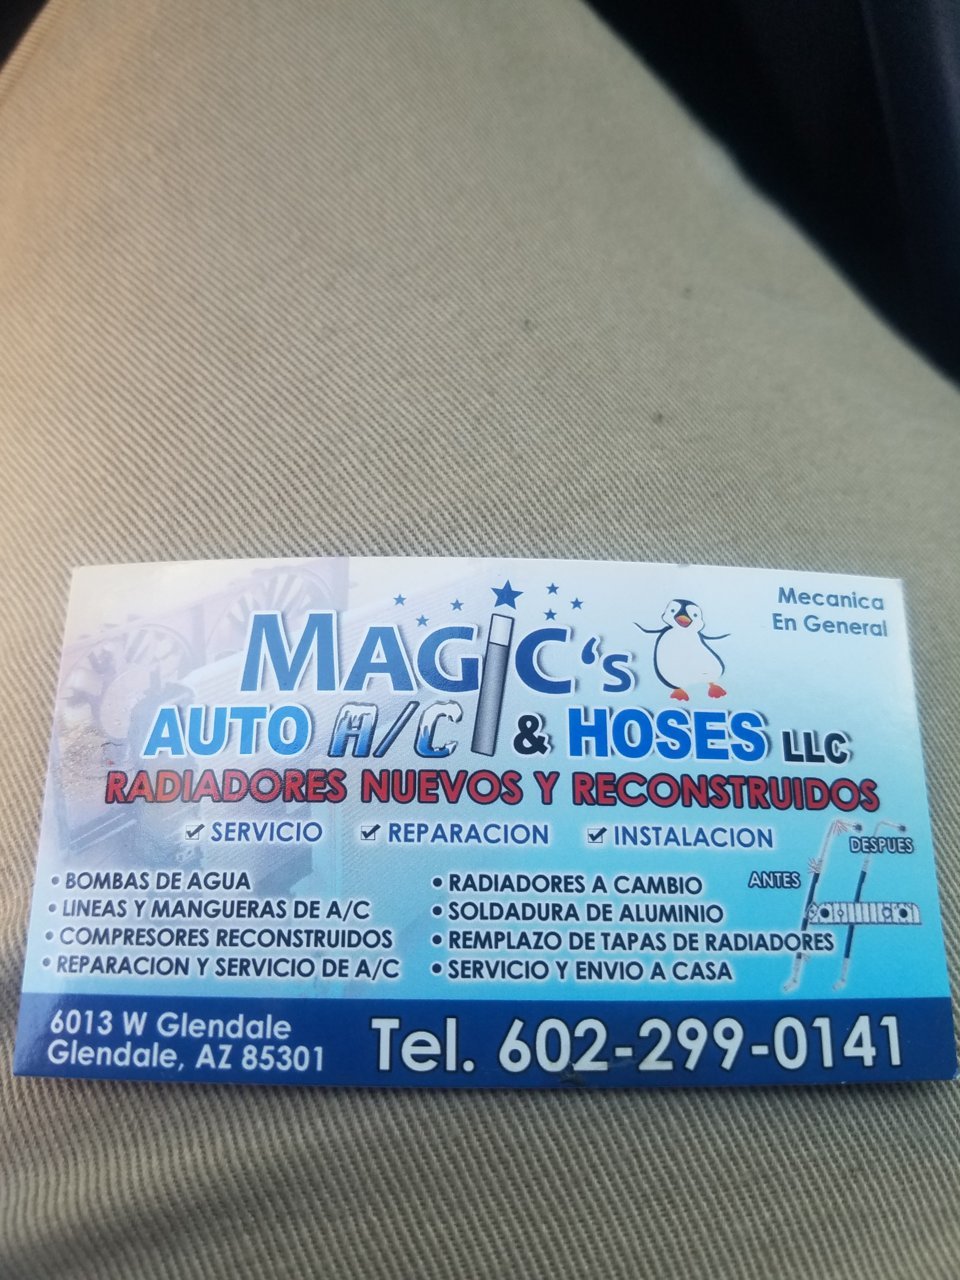 Mecanica
En General
MAGIC's
AUTO A/C & HOSES LLC
RADIADORES NUEVOS Y RECONSTRUIDOS
SERVICIO REPARACION INSTALACION
• BOMBAS DE AGUA
• LINEAS Y MANGUERAS DE A/C
• COMPRESORES RECONSTRUIDOS
• REPARACION Y SERVICIO DE A/C
• RADIADORES A CAMBIO
• SOLDADURA DE ALUMINIO
• REMPLAZO DE TAPAS DE RADIADORES
• SERVICIO Y ENVIO A CASA
ANTES
DESPUES
6013 W Glendale
Glendale, AZ 85301
Tel. 602-299-0141